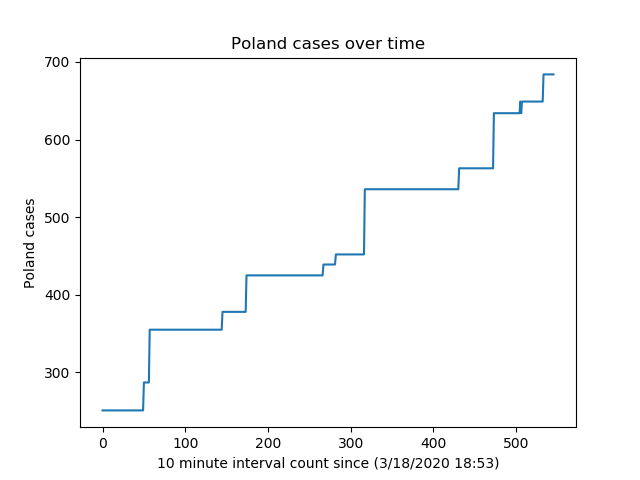 Poland cases over time
700
600
500
400
300
Poland cases
0 100 200 300 400 500
10 minute interval count since (3/18/2020 18:53)